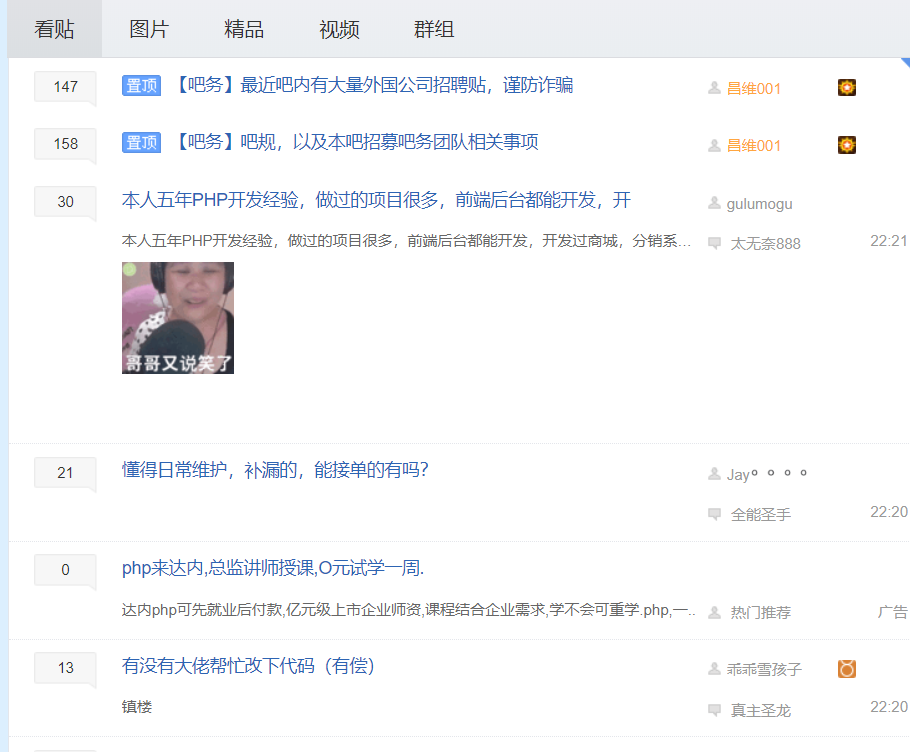 看贴 图片 精品 视频 群组
147 置顶 【吧务】最近吧内有大量外国公司招聘贴，谨防诈骗 昌维001
158 置顶 【吧务】吧规，以及本吧招募吧务团队相关事项 昌维001
30 本人五年PHP开发经验，做过的项目很多，前端后台都能开发，开 gulumogu
本人五年PHP开发经验，做过的项目很多，前端后台都能开发，开发过商城，分销系... 太无奈888 22:21
哥哥又说笑了
21 懂得日常维护，补漏的，能接单的有吗? Jay°°°°
全能圣手 22:20
0 php来达内,总监讲师授课,O元试学一周.
达内php可先就业后付款,亿元级上市企业师资,课程结合企业需求,学不会可重学.php,一.. 热门推荐 广告
13 有没有大佬帮忙改下代码（有偿） 乖乖雪孩子
镇楼 真主圣龙 22:20